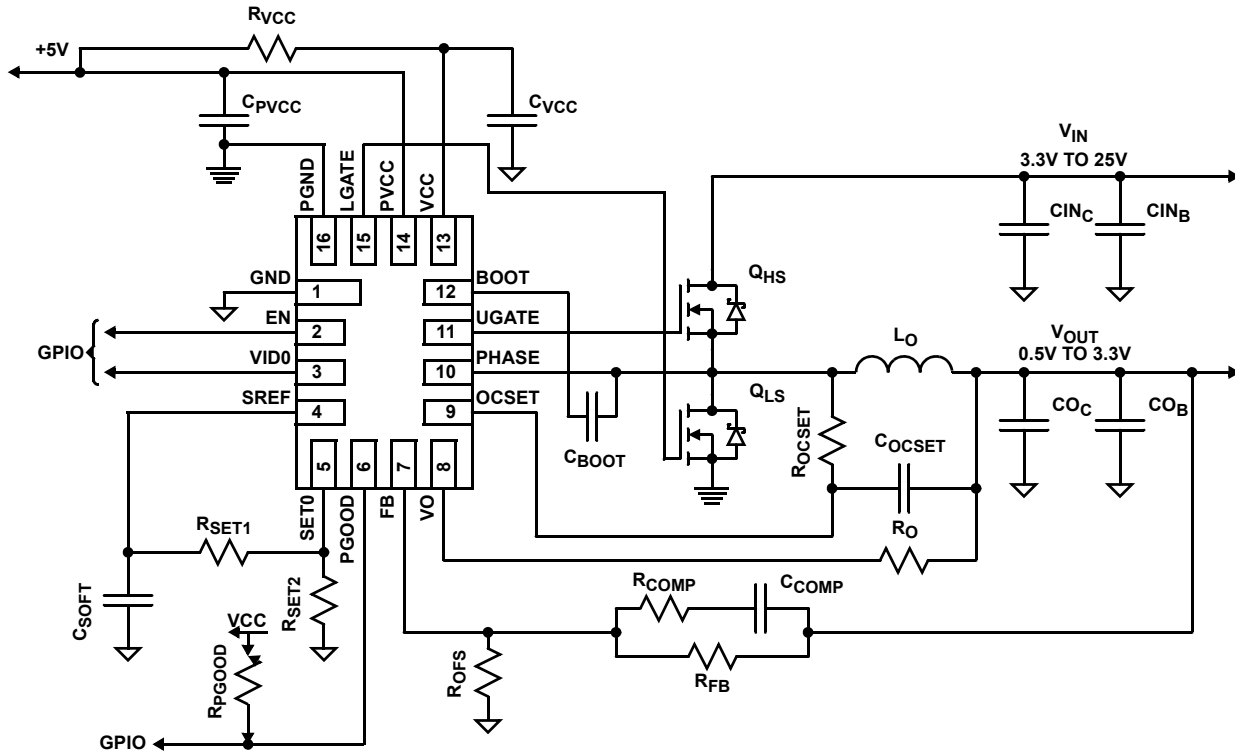 RVCC
+5V
CPVCC
CVCC
VIN
3.3V TO 25V
PGND
LGATE
PVCC
VCC
16
15
14
13
CINC
CINB
GND
1
12
BOOT
QHS
EN
2
11
UGATE
GPIO
VID0
3
10
PHASE
LO
VOUT
0.5V TO 3.3V
SREF
4
9
OCSET
QLS
COC
COB
5
6
7
8
CBOOT
ROCSET
COCSET
SET0
PGOOD
FB
VO
RSET1
RO
CSOFT
RSET2
RCOMP
CCOMP
VCC
RPGOOD
ROFS
RFB
GPIO